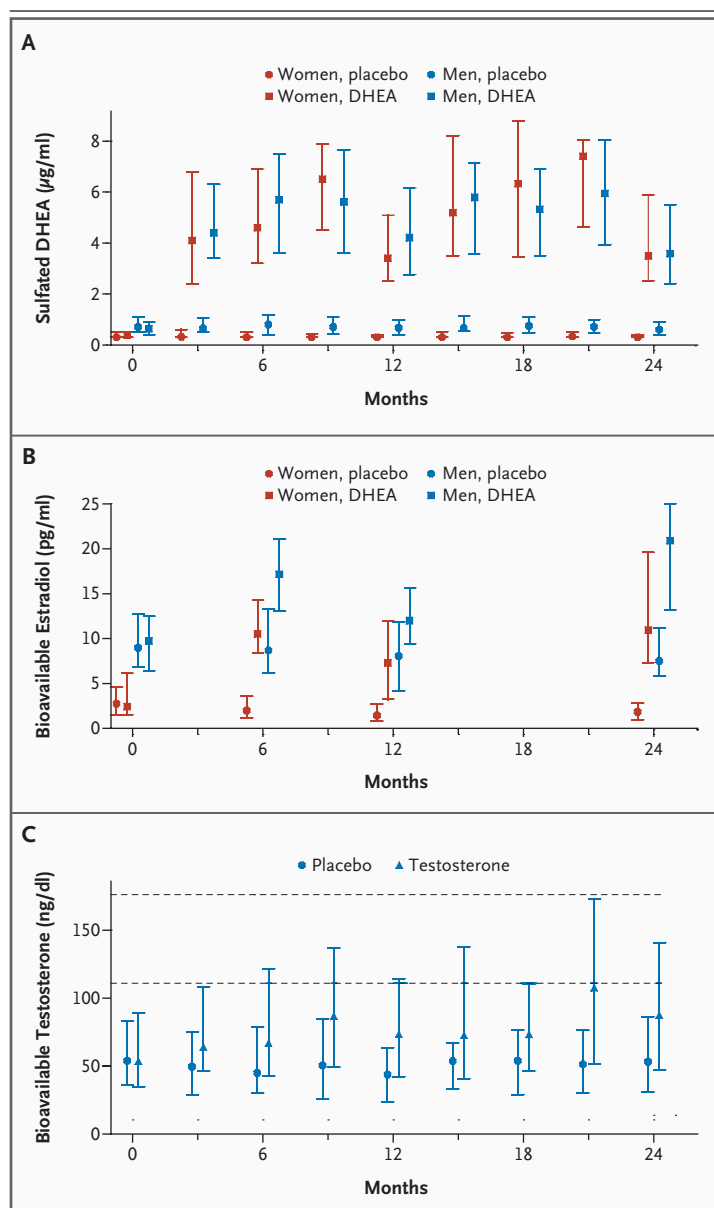 A
Women, placebo Men, placebo
Women, DHEA Men, DHEA
Sulfated DHEA (µg/ml)
8
6
4
2
0
0 6 12 18 24
Months
B
Women, placebo Men, placebo
Women, DHEA Men, DHEA
Bioavailable Estradiol (pg/ml)
25
20
15
10
5
0
0 6 12 18 24
Months
C
Placebo Testosterone
Bioavailable Testosterone (ng/dl)
150
100
50
0
0 6 12 18 24
Months